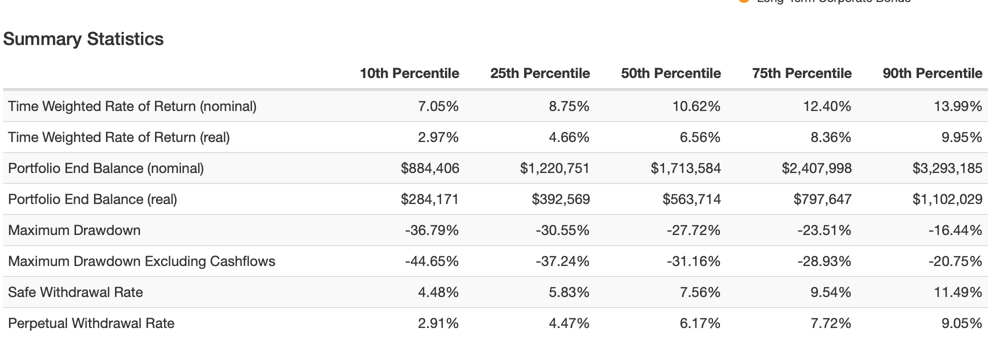 Long-Term Corporate Bonds
Summary Statistics
10th Percentile 25th Percentile 50th Percentile 75th Percentile 90th Percentile
Time Weighted Rate of Return (nominal) 7.05% 8.75% 10.62% 12.40% 13.99%
Time Weighted Rate of Return (real) 2.97% 4.66% 6.56% 8.36% 9.95%
Portfolio End Balance (nominal) $884,406 $1,220,751 $1,713,584 $2,407,998 $3,293,185
Portfolio End Balance (real) $284,171 $392,569 $563,714 $797,647 $1,102,029
Maximum Drawdown -36.79% -30.55% -27.72% -23.51% -16.44%
Maximum Drawdown Excluding Cashflows -44.65% -37.24% -31.16% -28.93% -20.75%
Safe Withdrawal Rate 4.48% 5.83% 7.56% 9.54% 11.49%
Perpetual Withdrawal Rate 2.91% 4.47% 6.17% 7.72% 9.05%